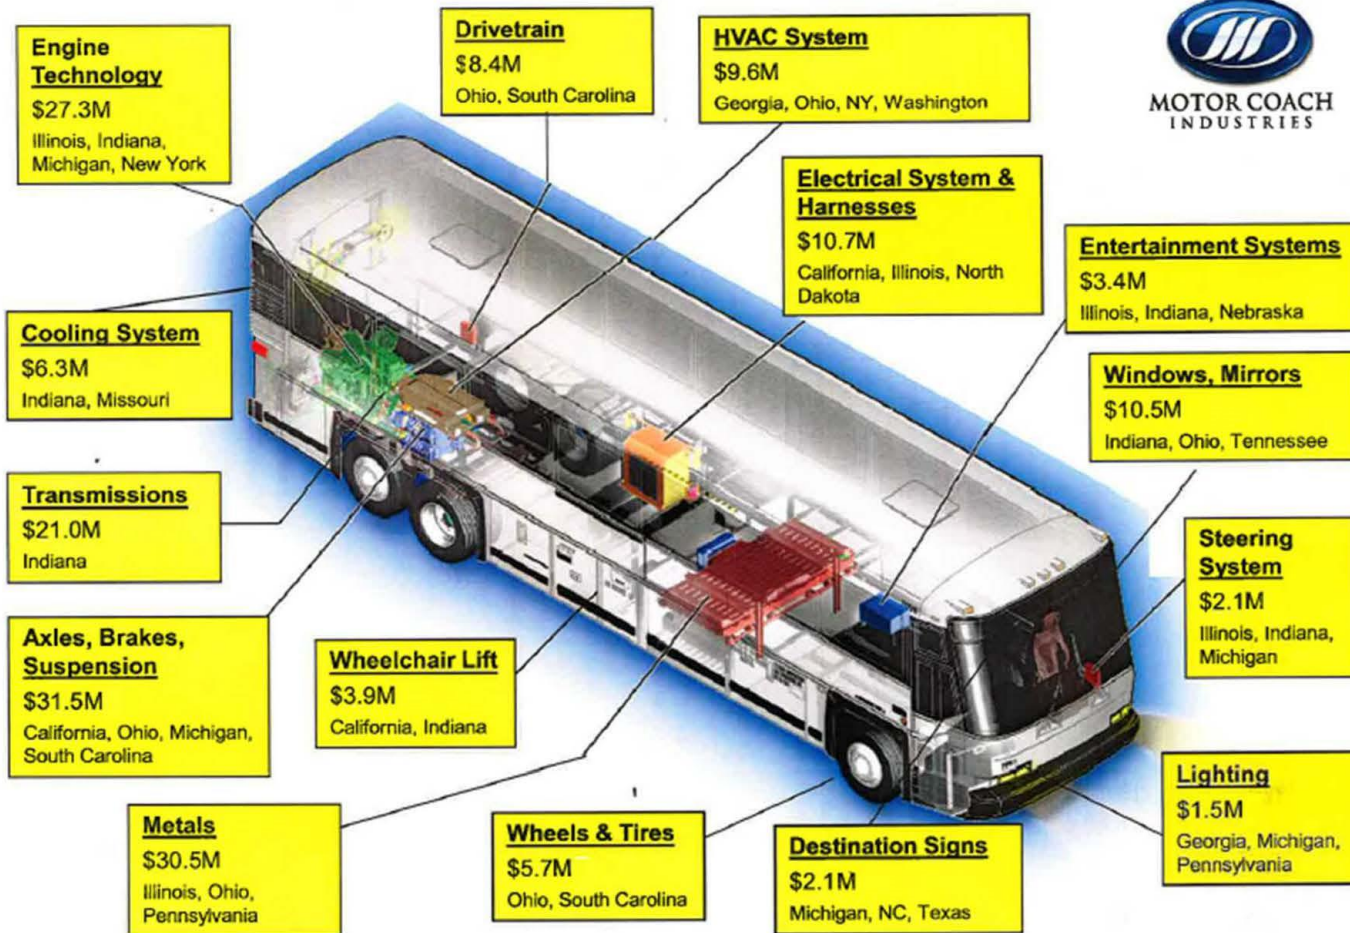 Engine
Technology
$27.3M
Illinois, Indiana,
Michigan, New York
Drivetrain
$8.4M
Ohio, South Carolina
HVAC System
$9.6M
Georgia, Ohio, NY, Washington
MOTOR COACH
INDUSTRIES
Electrical System &
Harnesses
$10.7M
California, Illinois, North
Dakota
Entertainment Systems
$3.4M
Illinois, Indiana, Nebraska
Cooling System
$6.3M
Indiana, Missouri
Windows, Mirrors
$10.5M
Indiana, Ohio, Tennessee
Transmissions
$21.0M
Indiana
Steering
System
$2.1M
Illinois, Indiana,
Michigan
Axles, Brakes,
Suspension
$31.5M
California, Ohio, Michigan,
South Carolina
Wheelchair Lift
$3.9M
California, Indiana
Metals
$30.5M
Illinois, Ohio,
Pennsylvania
Wheels & Tires
$5.7M
Ohio, South Carolina
Destination Signs
$2.1M
Michigan, NC, Texas
Lighting
$1.5M
Georgia, Michigan,
Pennsylvania